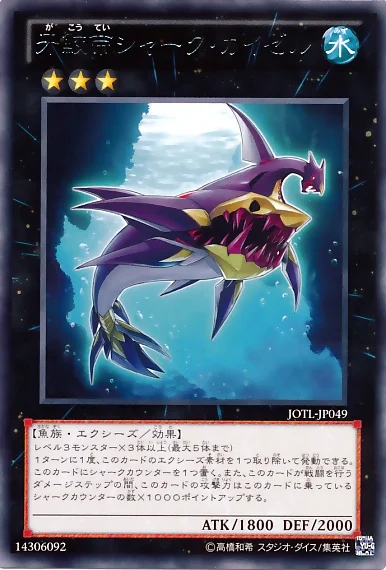 がこうてい
牙鮫帝シャーク・カイゼル
水
JOTL-JP049
【魚族・エクシーズ／効果】
レベル3モンスター×3体以上(最大5体まで)
1ターンに1度、このカードのエクシーズ素材を1つ取り除いて発動できる。
このカードにシャークカウンターを1つ置く。また、このカードが戦闘を行う
ダメージステップの間、このカードの攻撃力はこのカードに乗っている
シャークカウンターの数×1000ポイントアップする。
ATK/1800 DEF/2000
14306092 ©高橋和希 スタジオ・ダイス/集英社